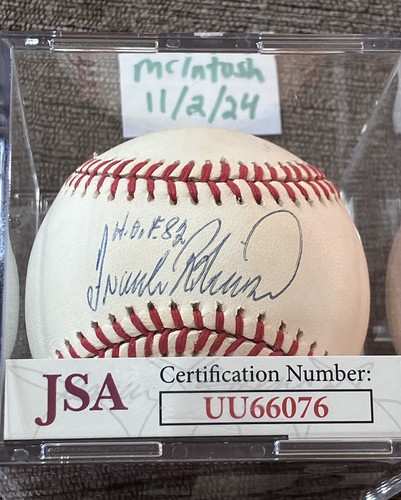 McIntosh
11/2/24
H.O.F. 82
Frank Robinson
JSA
Certification Number:
UU66076